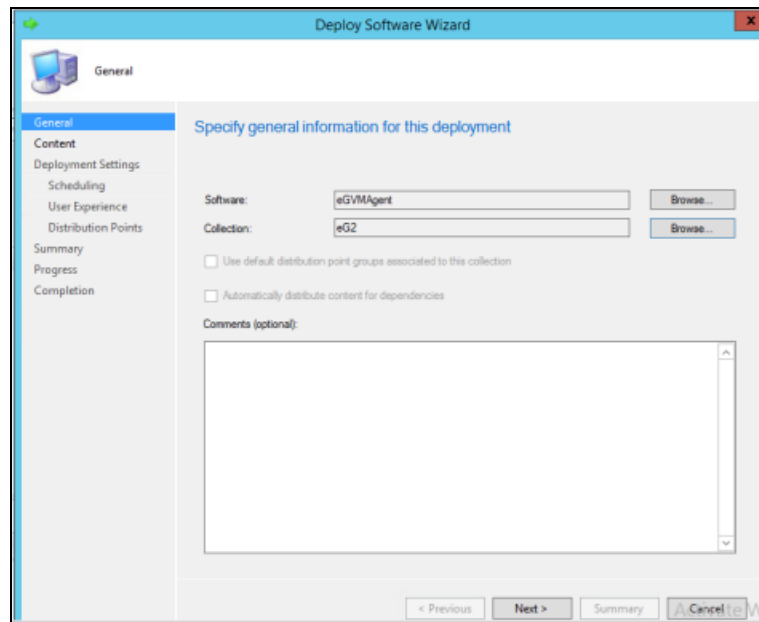 Deploy Software Wizard
x
General
General
Content
Deployment Settings
Scheduling
User Experience
Distribution Points
Summary
Progress
Completion
Specify general information for this deployment
Software: eGVMAgent Browse...
Collection: eG2 Browse...
Use default distribution point groups associated to this collection
Automatically distribute content for dependencies
Comments (optional):
< Previous Next > Summary Cancel